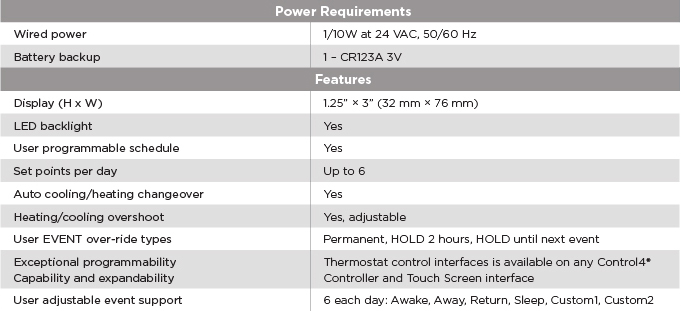 Power Requirements
Wired power 1/10W at 24 VAC, 50/60 Hz
Battery backup 1 – CR123A 3V
Features
Display (H x W) 1.25" × 3" (32 mm × 76 mm)
LED backlight Yes
User programmable schedule Yes
Set points per day Up to 6
Auto cooling/heating changeover Yes
Heating/cooling overshoot Yes, adjustable
User EVENT over-ride types Permanent, HOLD 2 hours, HOLD until next event
Exceptional programmability Thermostat control interfaces is available on any Control4®
Capability and expandability Controller and Touch Screen interface
User adjustable event support 6 each day: Awake, Away, Return, Sleep, Custom1, Custom2